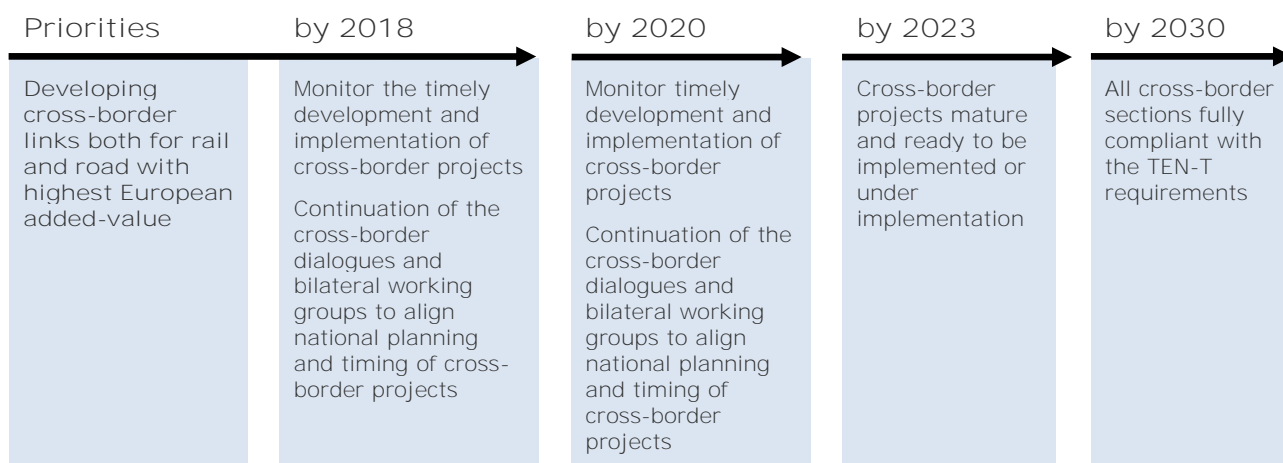 Priorities
Developing
cross-border
links both for rail
and road with
highest European
added-value
by 2018
Monitor the timely
development and
implementation of
cross-border projects
Continuation of the
cross-border
dialogues and
bilateral working
groups to align
national planning
and timing of cross-
border projects
by 2020
Monitor timely
development and
implementation of
cross-border
projects
Continuation of the
cross-border
dialogues and
bilateral working
groups to align
national planning
and timing of
cross-border
projects
by 2023
Cross-border
projects mature
and ready to be
implemented or
under
implementation
by 2030
All cross-border
sections fully
compliant with
the TEN-T
requirements